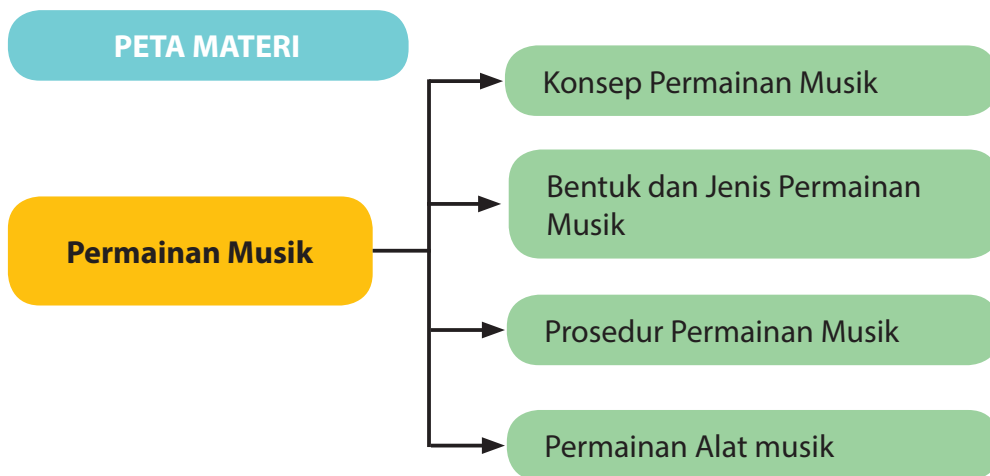 PETA MATERI
Permainan Musik
Konsep Permainan Musik
Bentuk dan Jenis Permainan
Musik
Prosedur Permainan Musik
Permainan Alat musik